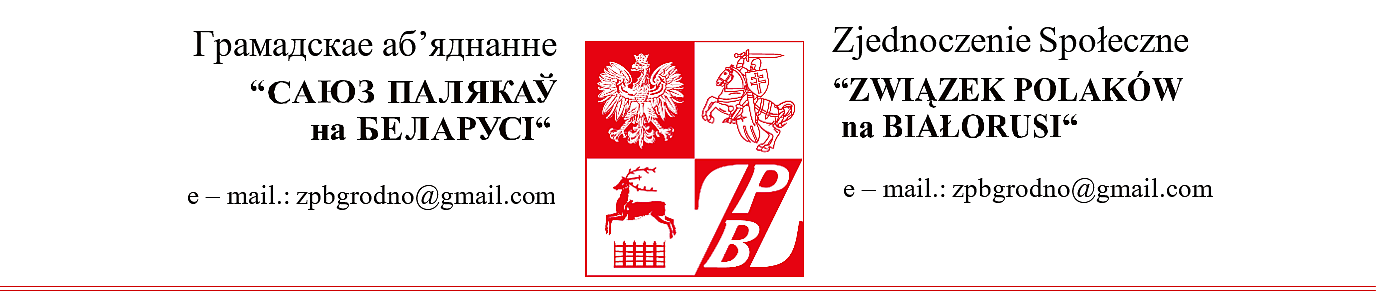 Грамадскае аб’яднанне
“САЮЗ ПАЛЯКАЎ
на БЕЛАРУСІ“
e – mail.: zpbgrodno@gmail.com
Zjednoczenie Społeczne
“ZWIĄZEK POLAKÓW
na BIAŁORUSI“
e – mail.: zpbgrodno@gmail.com
ZPB